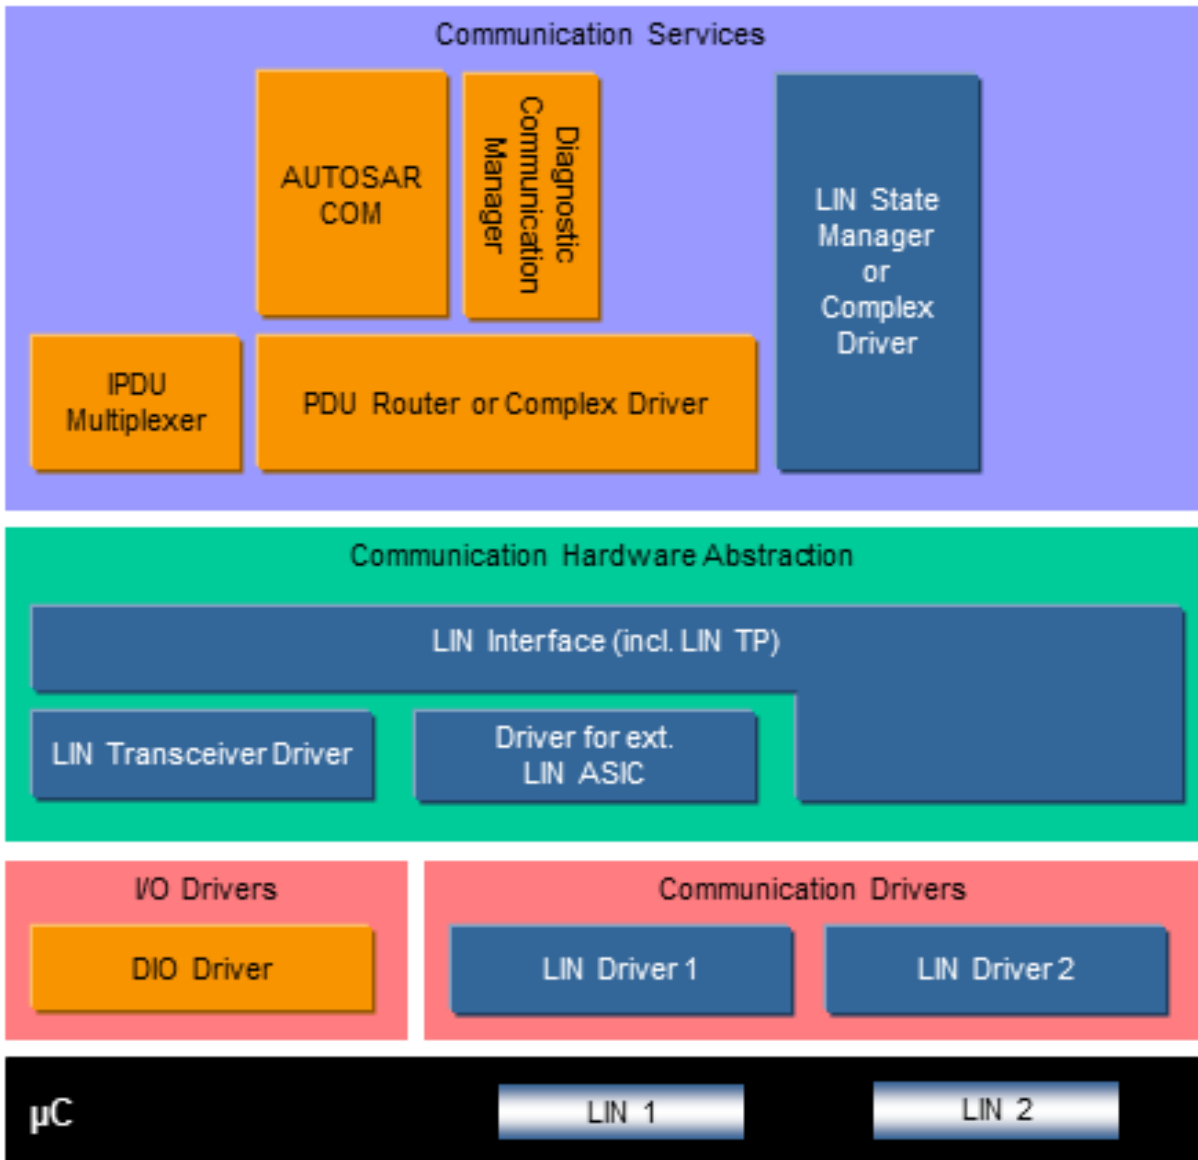 Communication Services
AUTOSAR
COM
Diagnostic
Communication
Manager
LIN State
Manager
or
Complex
Driver
IPDU
Multiplexer
PDU Router or Complex Driver
Communication Hardware Abstraction
LIN Interface (incl. LIN TP)
LIN Transceiver Driver
Driver for ext.
LIN ASIC
I/O Drivers
Communication Drivers
DIO Driver
LIN Driver 1
LIN Driver 2
µC
LIN 1
LIN 2